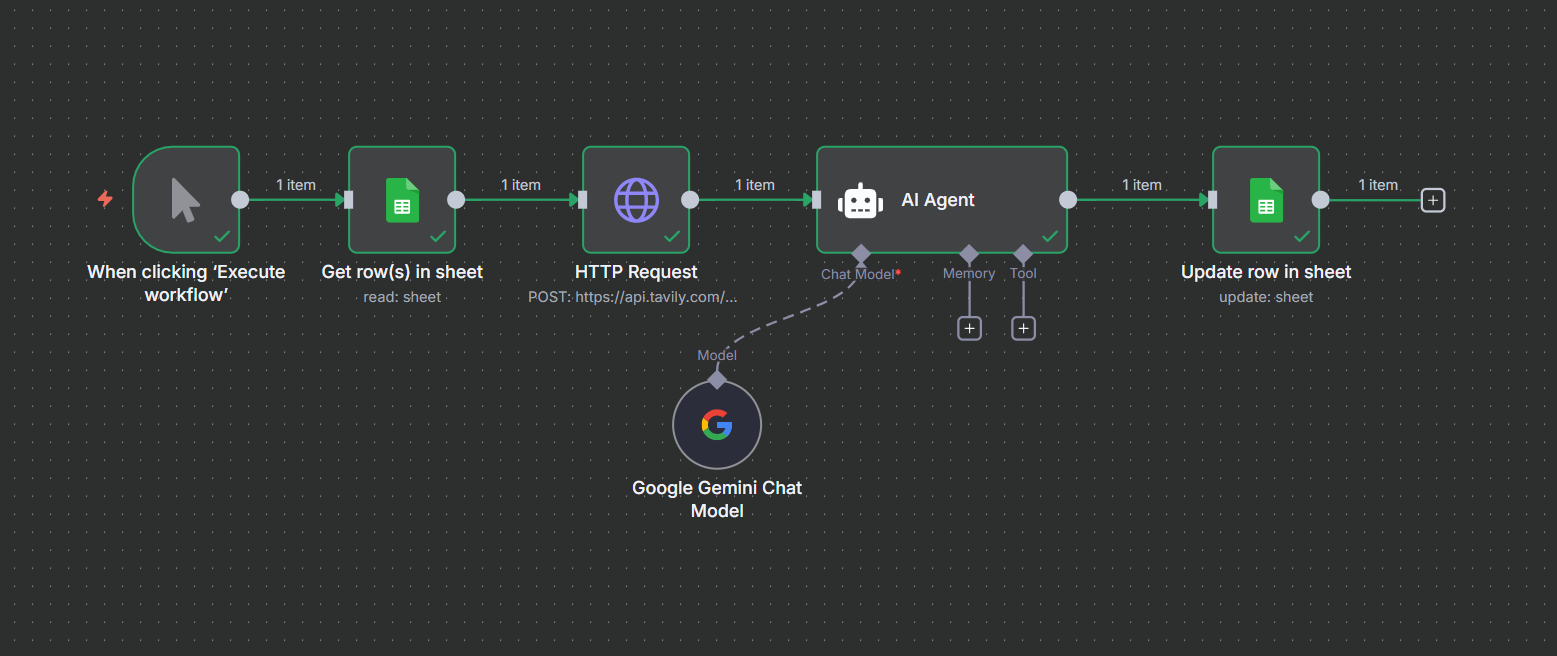 1 item
1 item
1 item
AI Agent
1 item
1 item
When clicking ‘Execute
workflow’
Get row(s) in sheet
read: sheet
HTTP Request
POST: https://api.tavily.com/...
Chat Model*
Memory
Tool
Update row in sheet
update: sheet
Model
Google Gemini Chat
Model